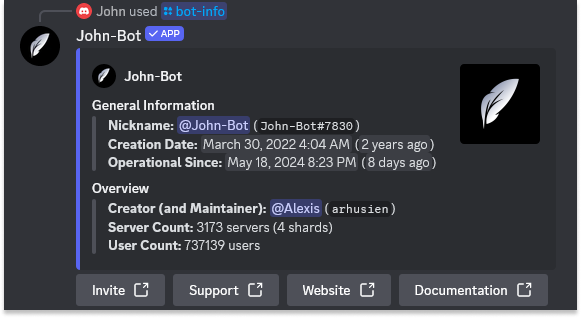 John used bot-info
John-Bot APP
John-Bot
General Information
Nickname: @John-Bot (John-Bot#7830)
Creation Date: March 30, 2022 4:04 AM (2 years ago)
Operational Since: May 18, 2024 8:23 PM (8 days ago)
Overview
Creator (and Maintainer): @Alexis (arhusien)
Server Count: 3173 servers (4 shards)
User Count: 737139 users
Invite Support Website Documentation